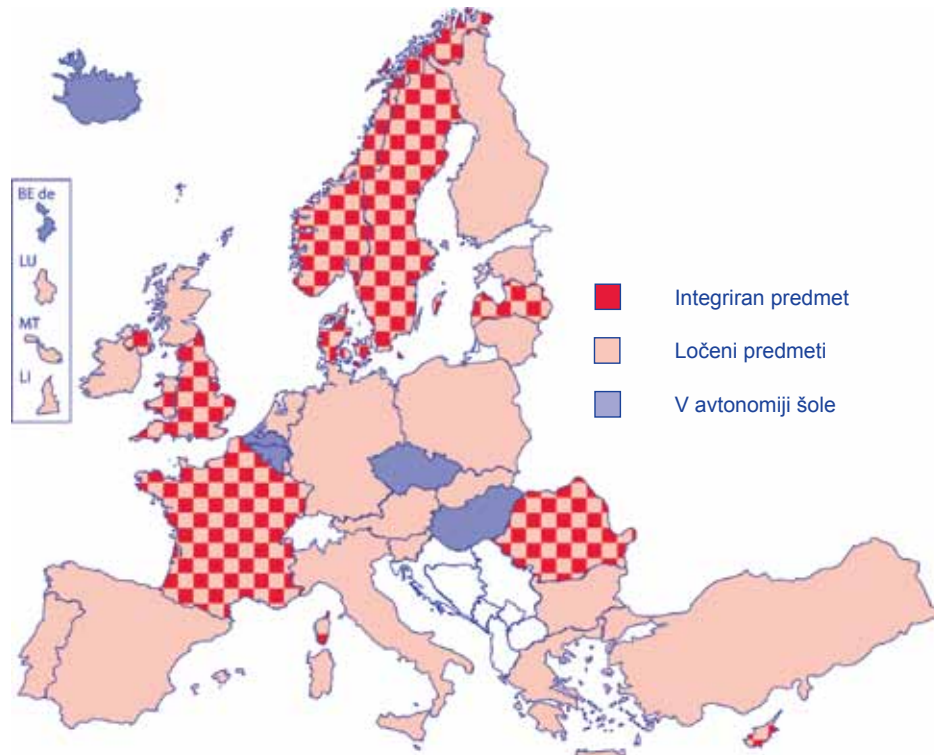 BE de
LU
MT
LI
Integriran predmet
Ločeni predmeti
V avtonomiji šole